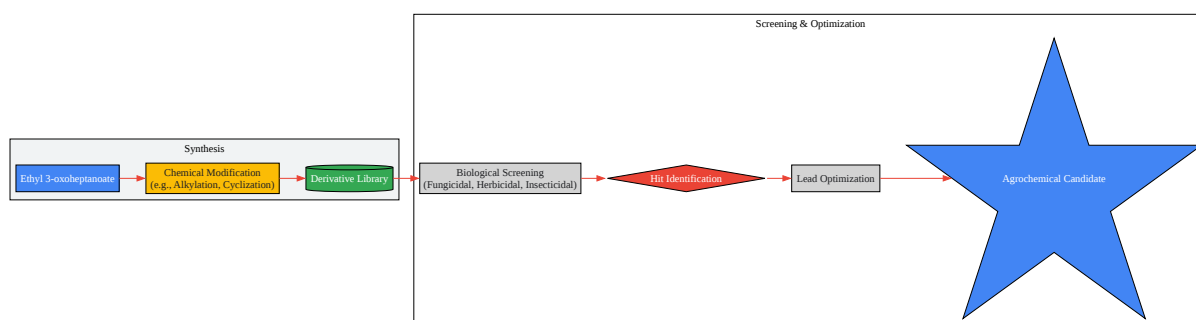 Screening & Optimization
Synthesis
Ethyl 3-oxoheptanoate
Chemical Modification
(e.g., Alkylation, Cyclization)
Derivative Library
Biological Screening
(Fungicidal, Herbicidal, Insecticidal)
Hit Identification
Lead Optimization
Agrochemical Candidate